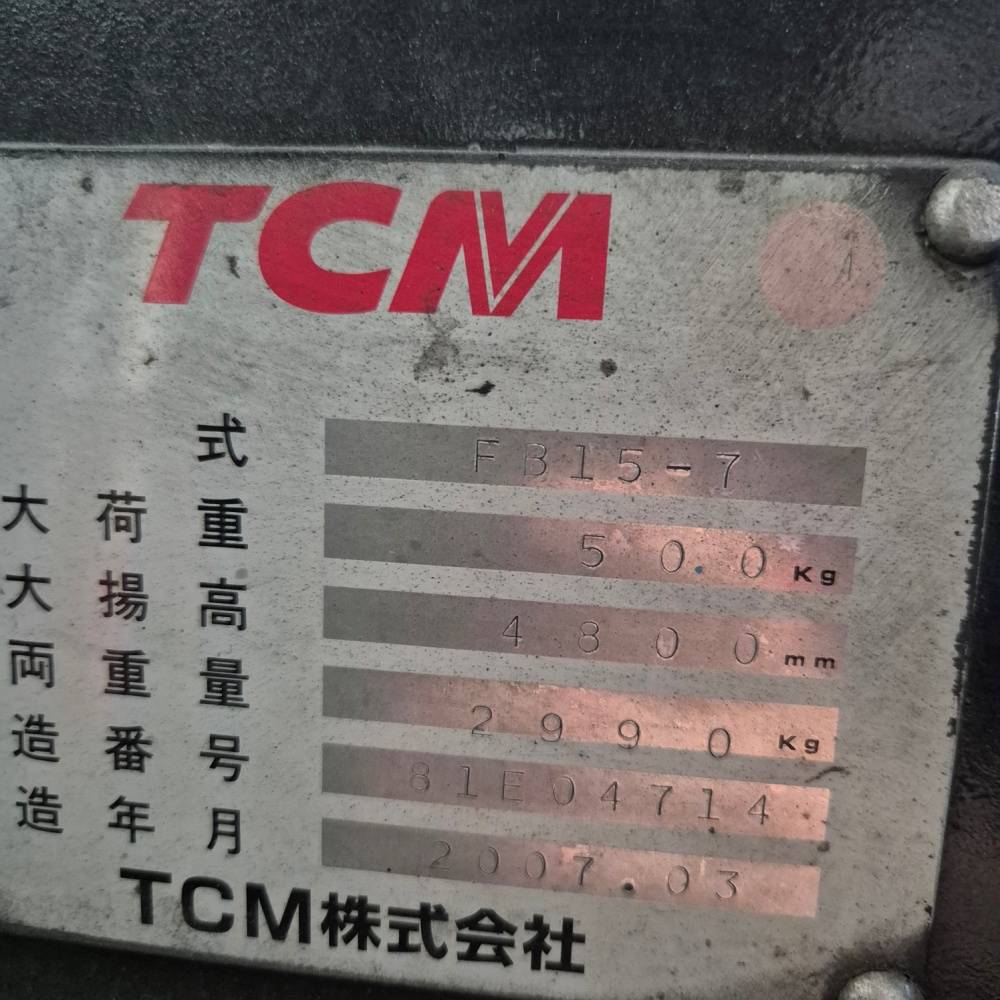 TCM
A
式 FB15-7
大荷重 500Kg
大揚高 4800mm
両重量 2990Kg
造番号 81E04714
造年月 2007.03
TCM株式会社